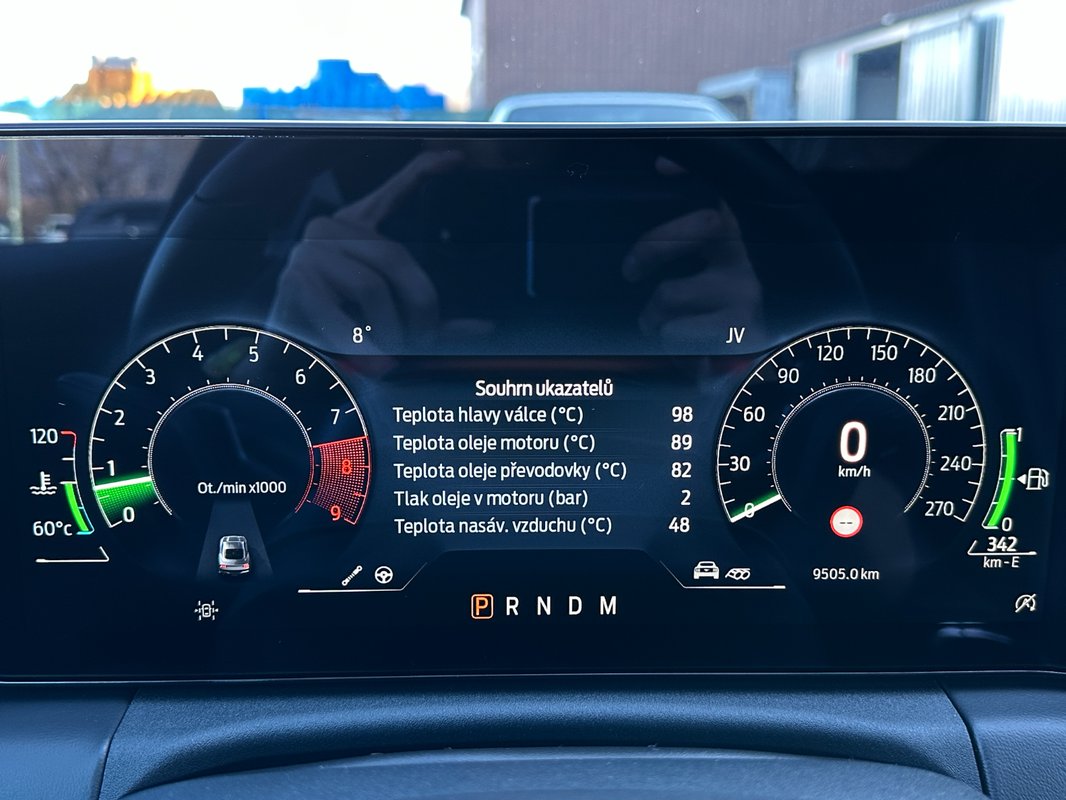 8° JV
Souhrn ukazatelů
Teplota hlavy válce (°C) 98
Teplota oleje motoru (°C) 89
Teplota oleje převodovky (°C) 82
Tlak oleje v motoru (bar) 2
Teplota nasáv. vzduchu (°C) 48
120
60°c
0
1
2
3
4
5
6
7
8
9
Ot./min x1000
0
30
60
90
120
150
180
210
240
270
0
km/h
--
9505.0 km
1
0
342
km - E
P R N D M